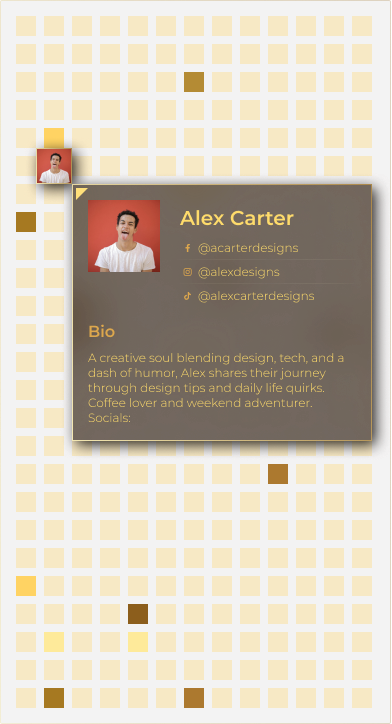 Alex Carter
@acarterdesigns
@alexdesigns
@alexcarterdesigns
Bio
A creative soul blending design, tech, and a
dash of humor, Alex shares their journey
through design tips and daily life quirks.
Coffee lover and weekend adventurer.
Socials: